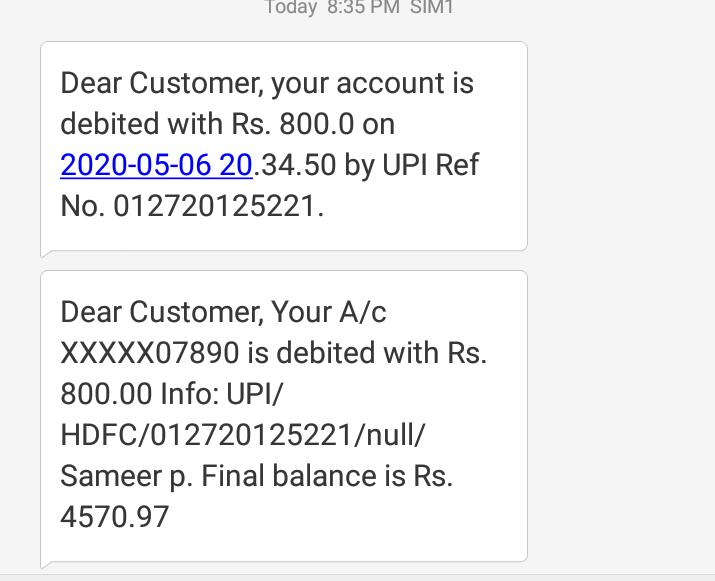 Today 8:35 PM SIM1
Dear Customer, your account is
debited with Rs. 800.0 on
2020-05-06 20.34.50 by UPI Ref
No. 012720125221.
Dear Customer, Your A/c
XXXXX07890 is debited with Rs.
800.00 Info: UPI/
HDFC/012720125221/null/
Sameer p. Final balance is Rs.
4570.97